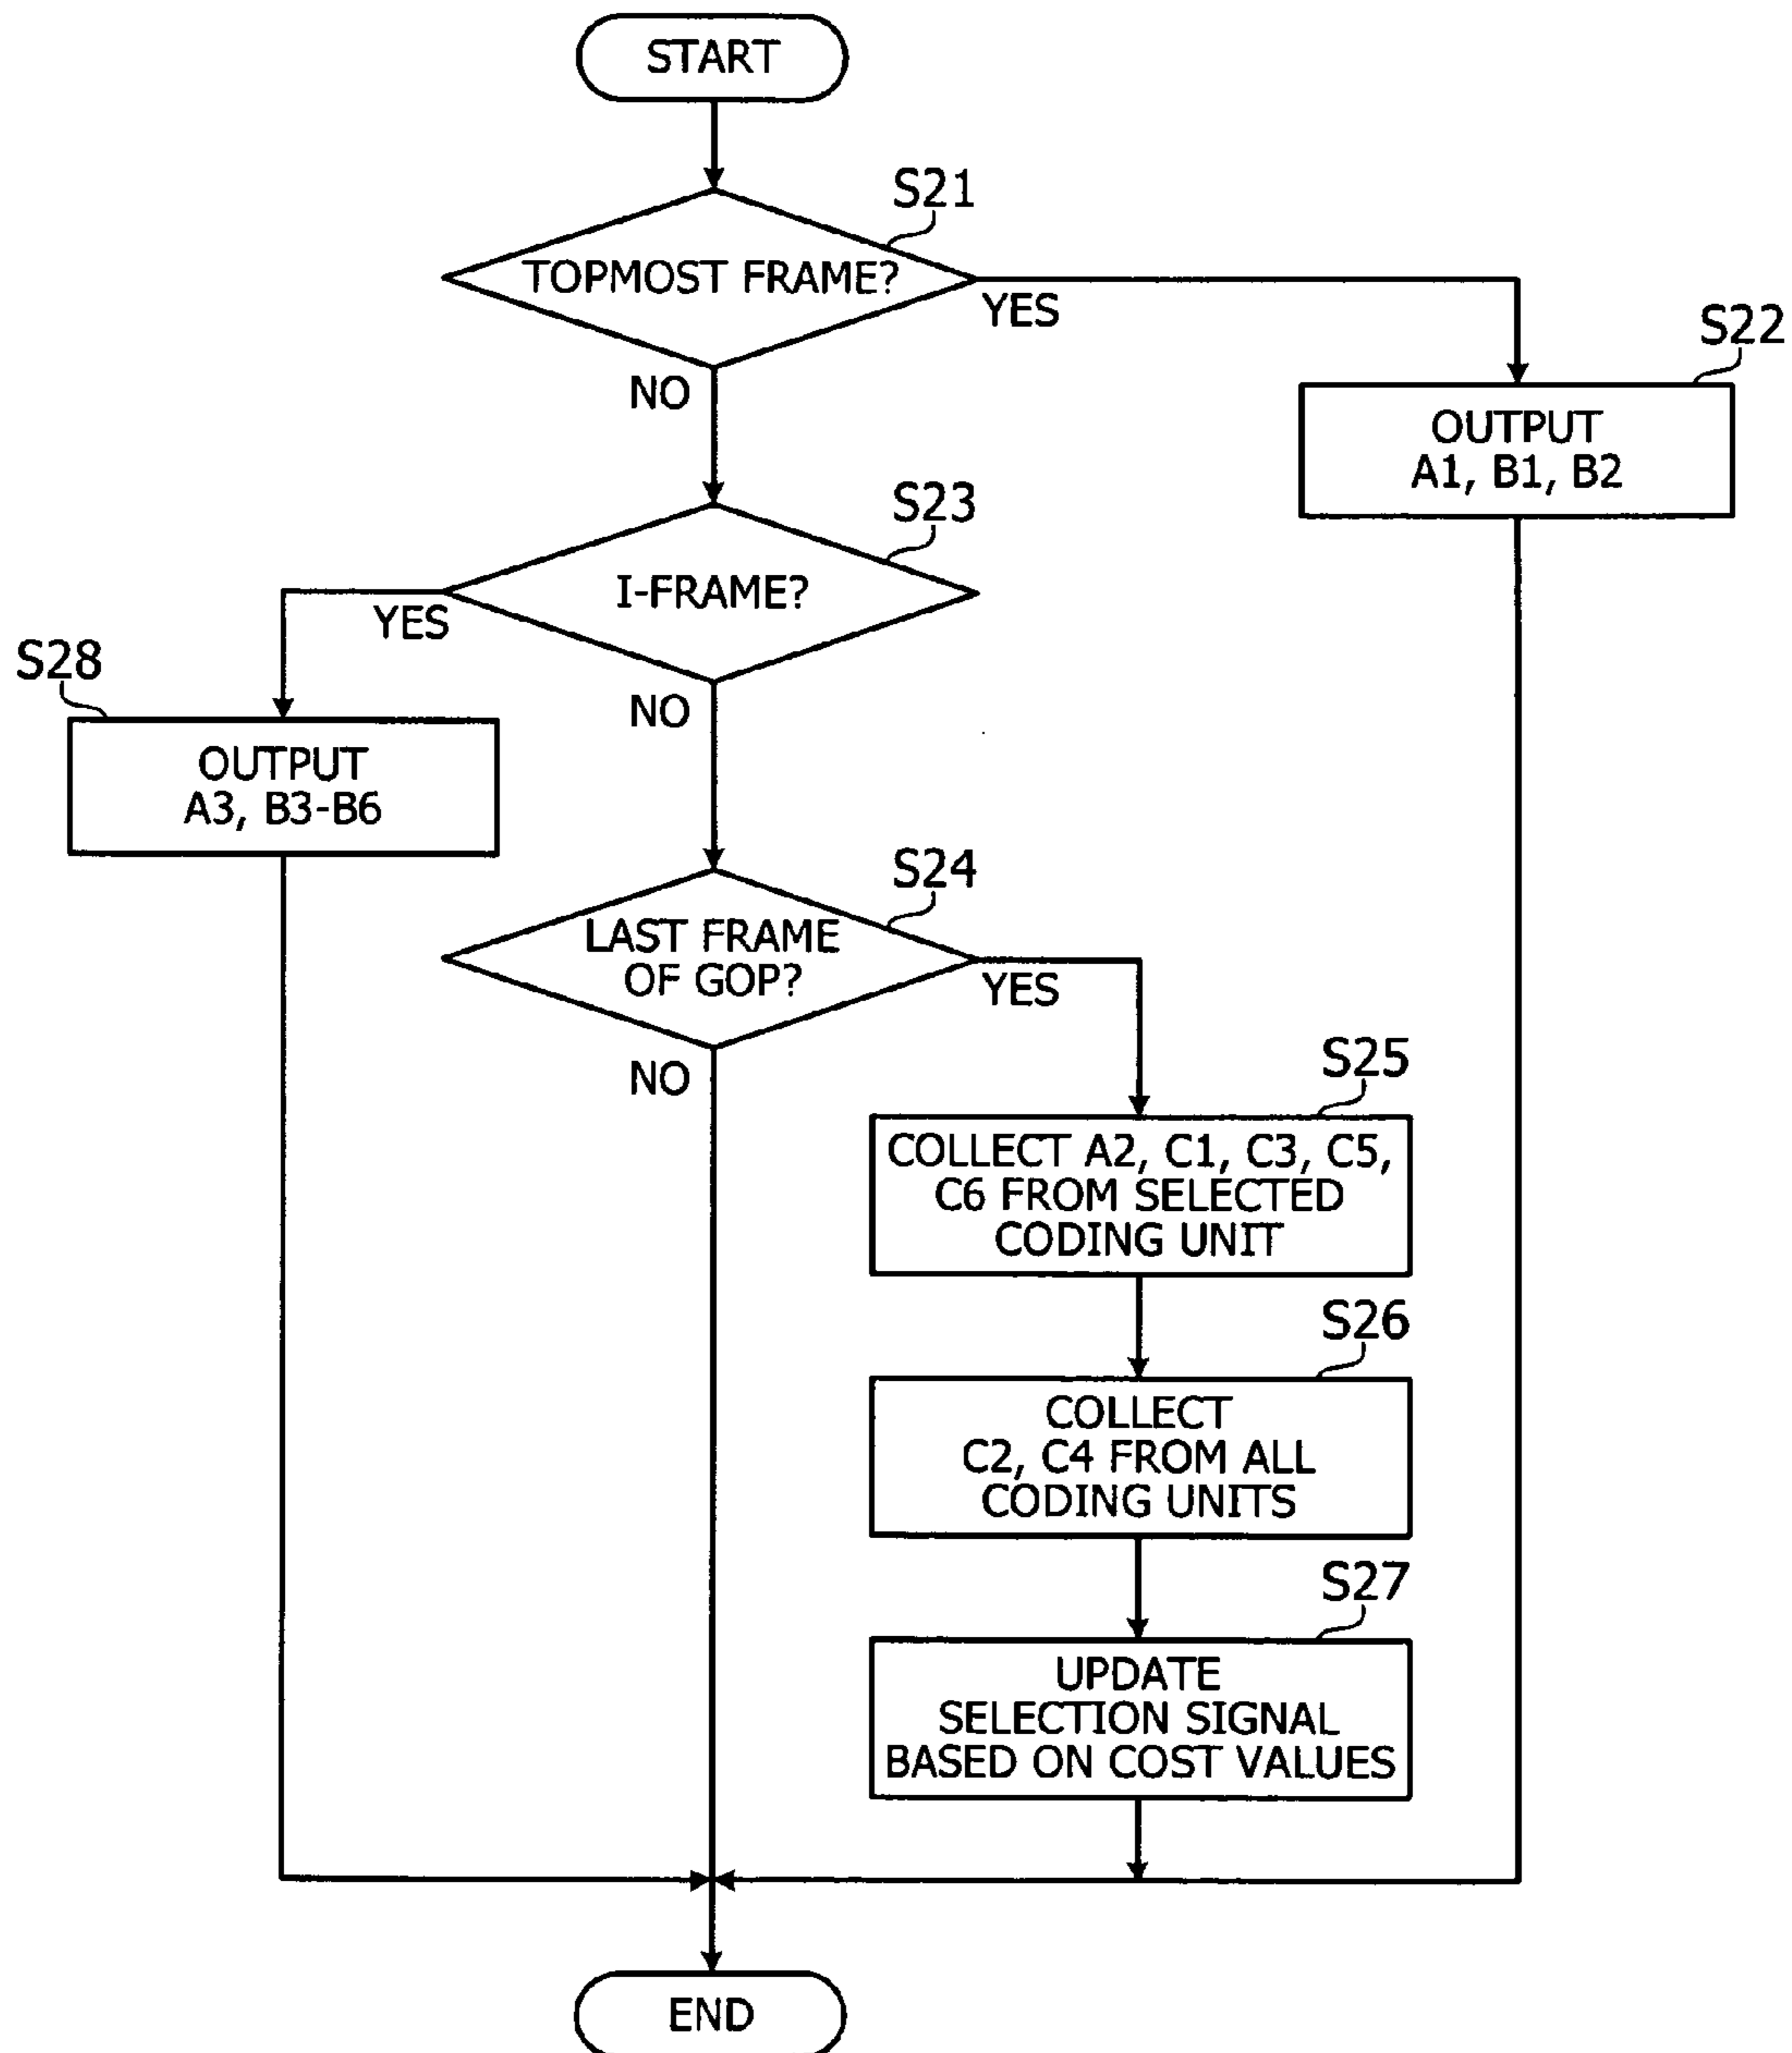 START
S21
TOPMOST FRAME?
YES
NO
S22
OUTPUT
A1, B1, B2
S23
I-FRAME?
YES
NO
S28
OUTPUT
A3, B3-B6
S24
LAST FRAME
OF GOP?
YES
NO
S25
COLLECT A2, C1, C3, C5,
C6 FROM SELECTED
CODING UNIT
S26
COLLECT
C2, C4 FROM ALL
CODING UNITS
S27
UPDATE
SELECTION SIGNAL
BASED ON COST VALUES
END